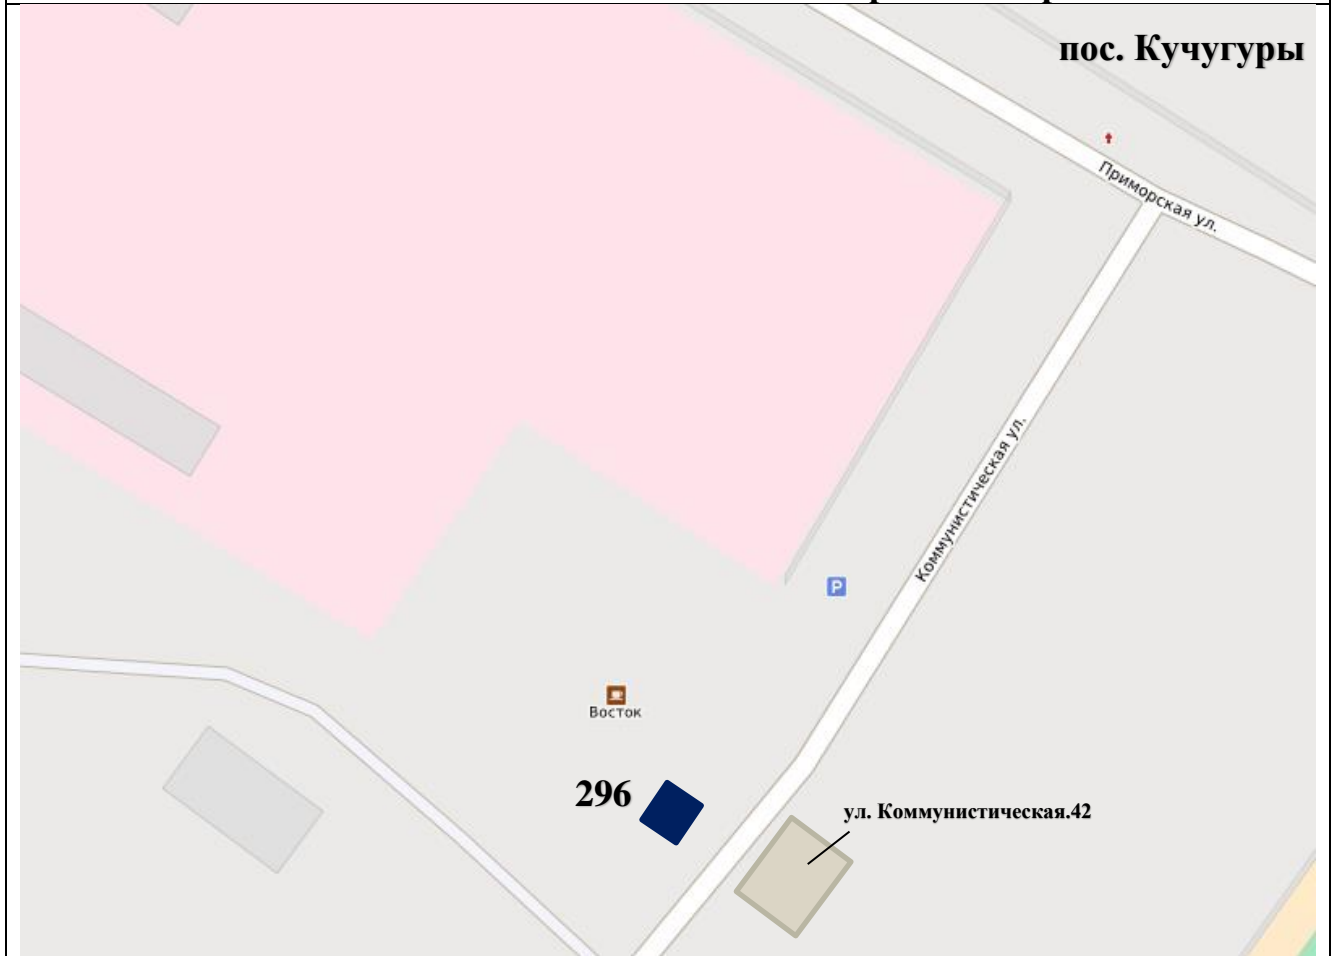 пос. Кучугуры
Приморская ул.
Коммунистическая ул.
P
Восток
296
ул. Коммунистическая.42